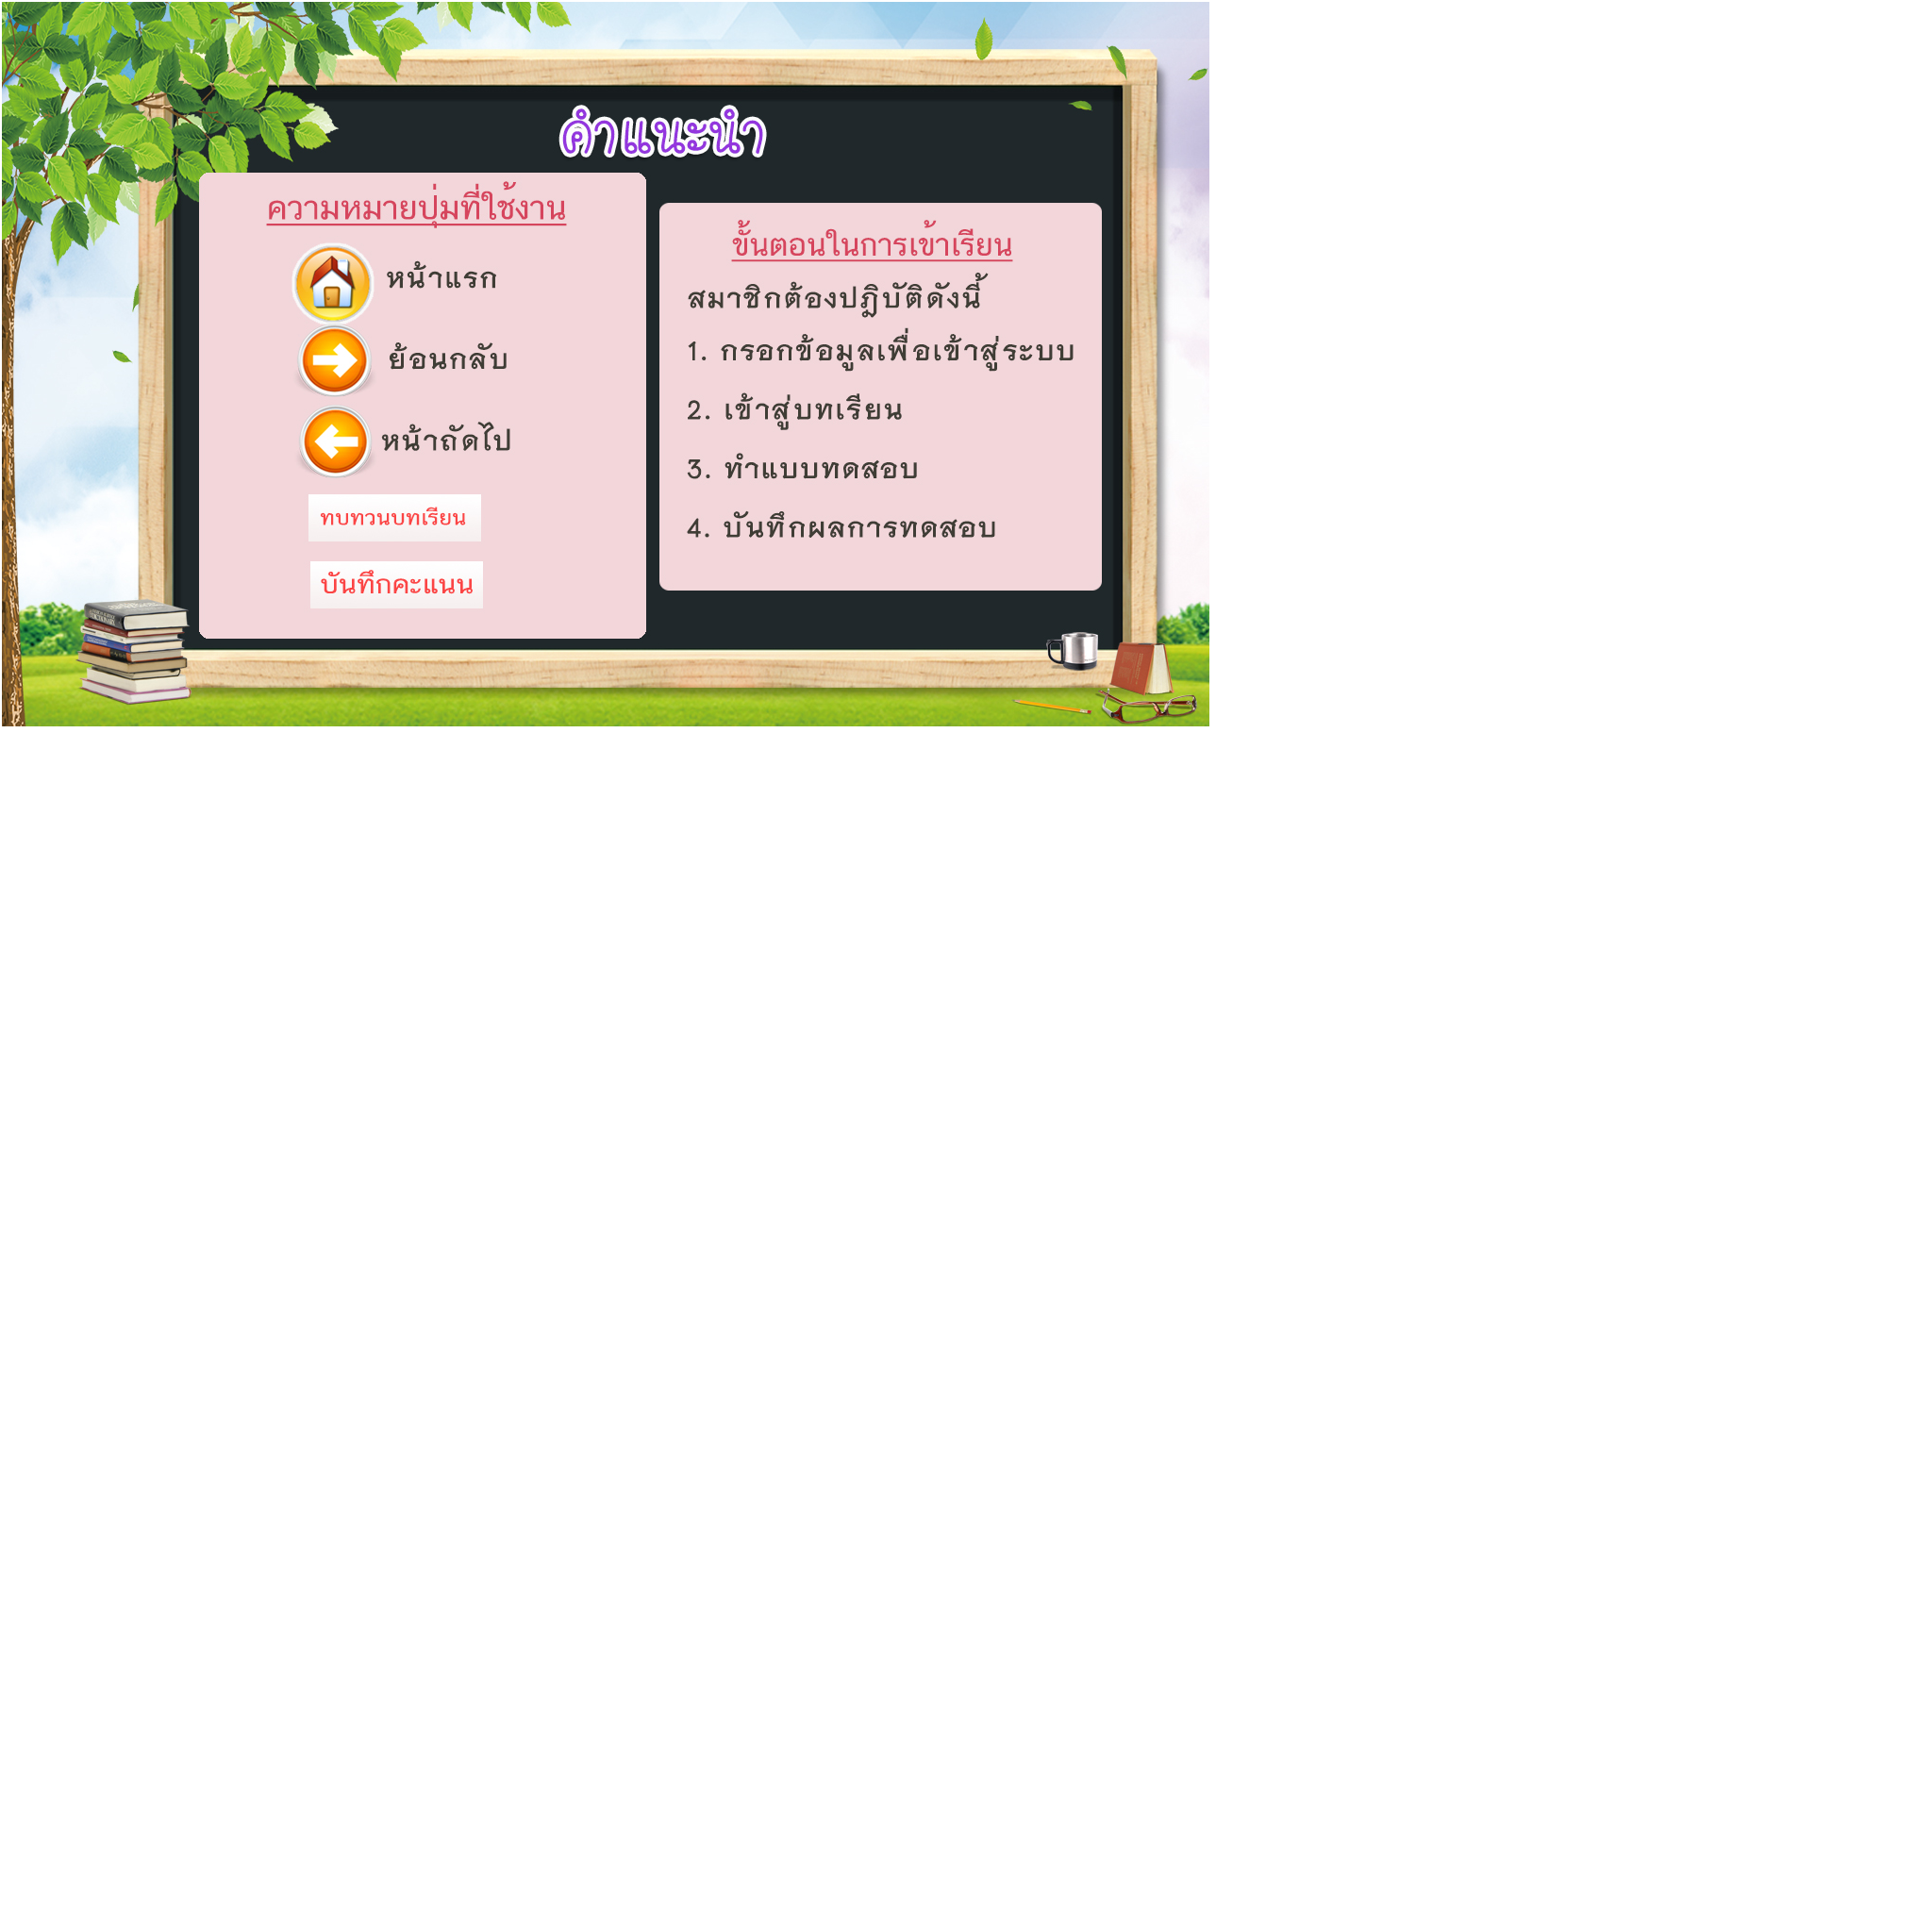 คำแนะนำ
ความหมายปุ่มที่ใช้งาน
หน้าแรก
ย้อนกลับ
หน้าถัดไป
ทบทวนบทเรียน
บันทึกคะแนน
ขั้นตอนในการเข้าเรียน
สมาชิกต้องปฎิบัติดังนี้
1. กรอกข้อมูลเพื่อเข้าสู่ระบบ
2. เข้าสู่บทเรียน
3. ทำแบบทดสอบ
4. บันทึกผลการทดสอบ